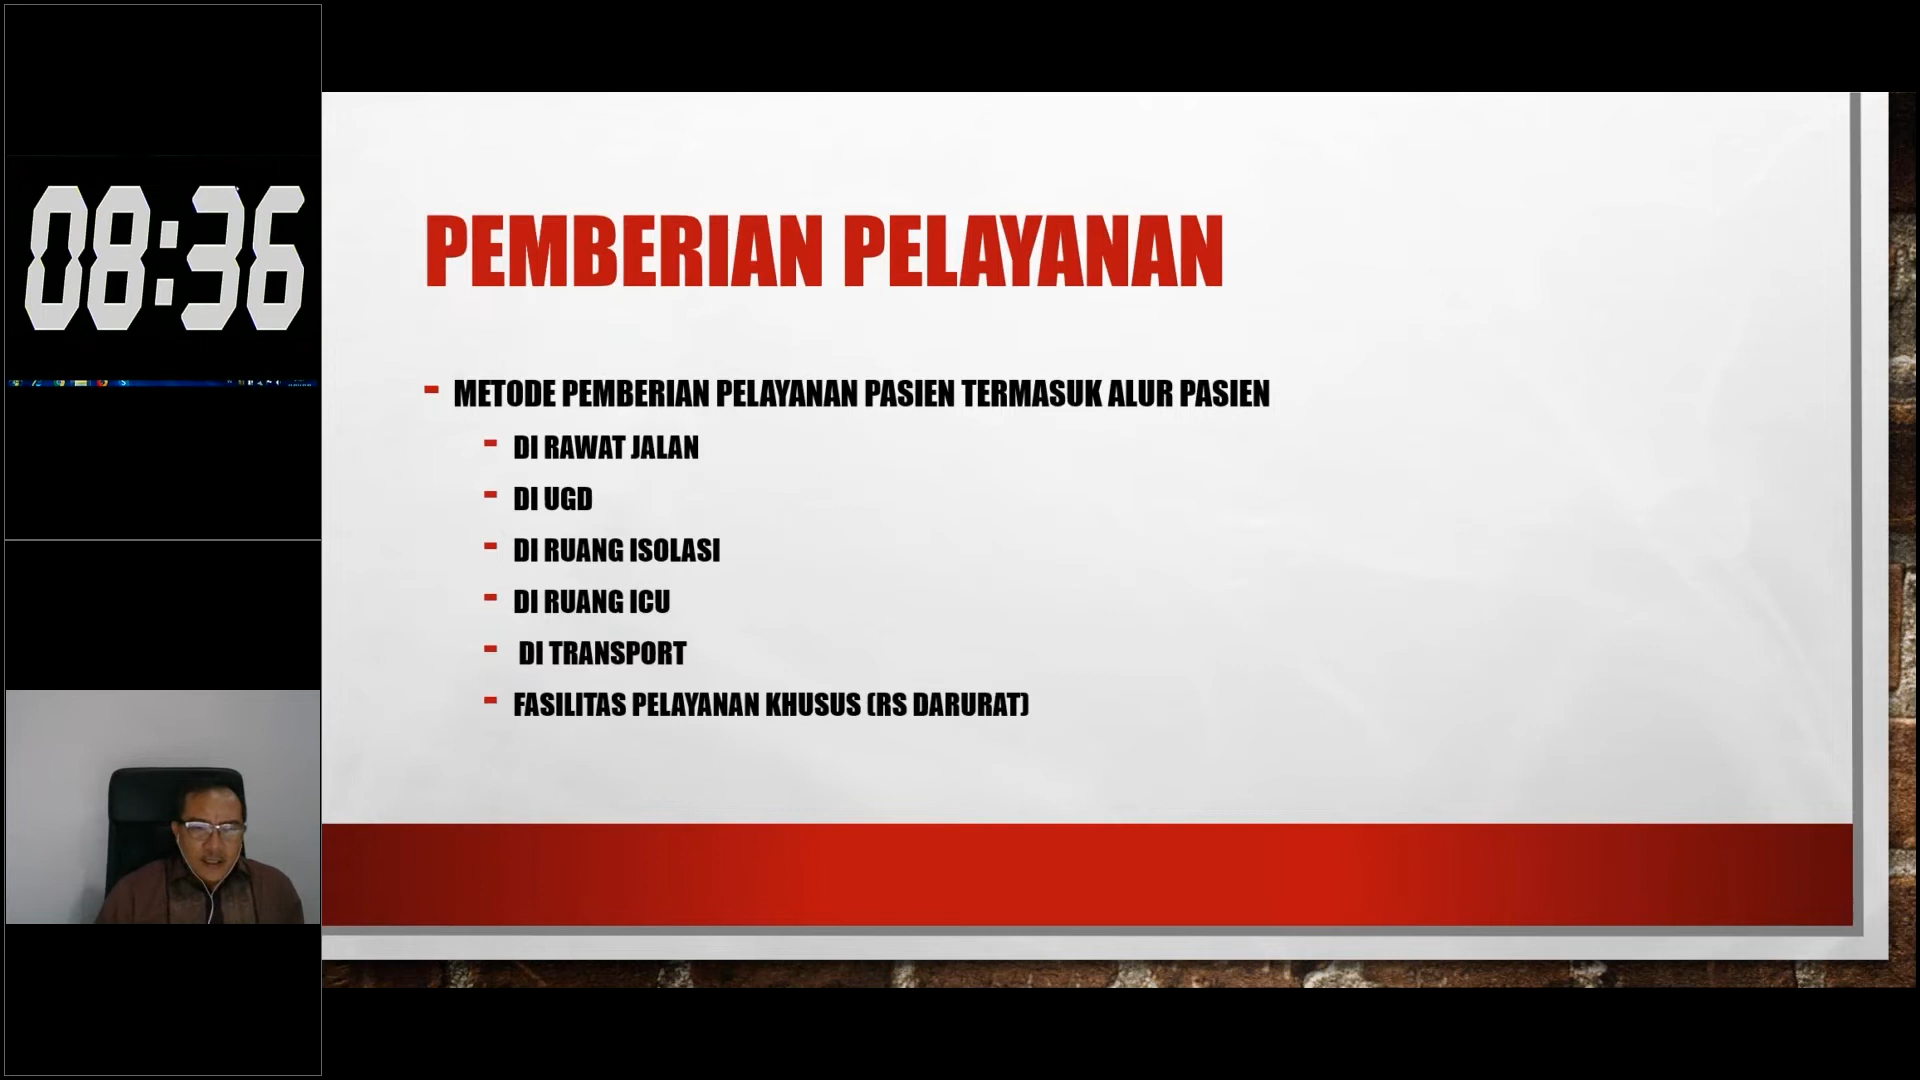 08:36
PEMBERIAN PELAYANAN
- METODE PEMBERIAN PELAYANAN PASIEN TERMASUK ALUR PASIEN
- DI RAWAT JALAN
- DI UGD
- DI RUANG ISOLASI
- DI RUANG ICU
- DI TRANSPORT
- FASILITAS PELAYANAN KHUSUS (RS DARURAT)